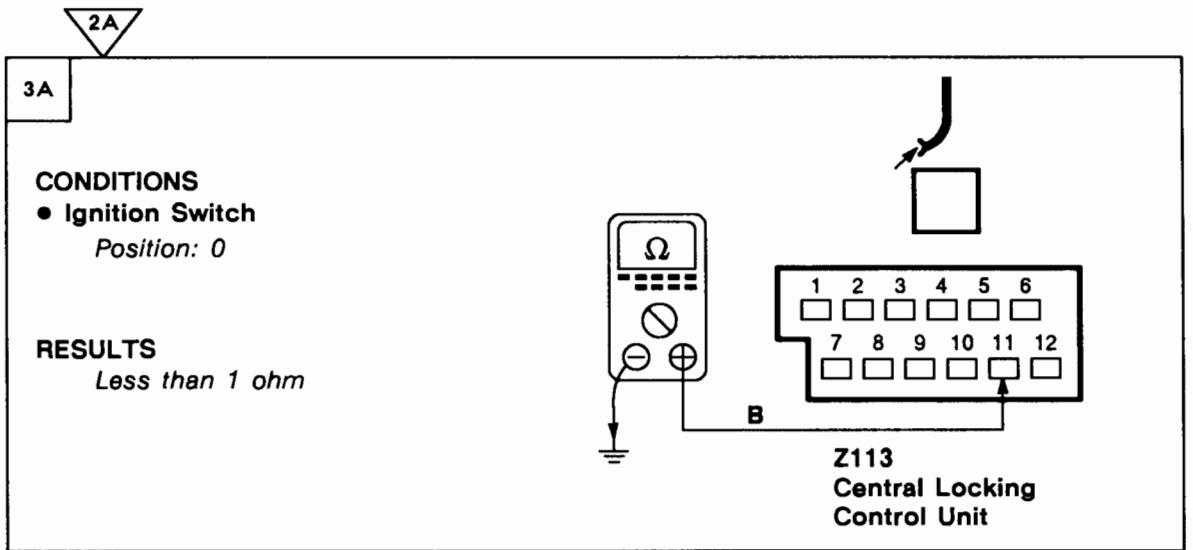 2A
3A
CONDITIONS
● Ignition Switch
Position: 0
RESULTS
Less than 1 ohm
Ω
− +
B
1 2 3 4 5 6
7 8 9 10 11 12
Z113
Central Locking
Control Unit